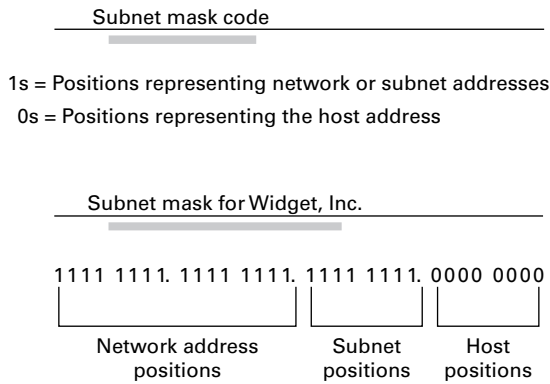 Subnet mask code
1s = Positions representing network or subnet addresses
0s = Positions representing the host address
Subnet mask for Widget, Inc.
1111 1111. 1111 1111. 1111 1111. 0000 0000
Network address positions
Subnet positions
Host positions